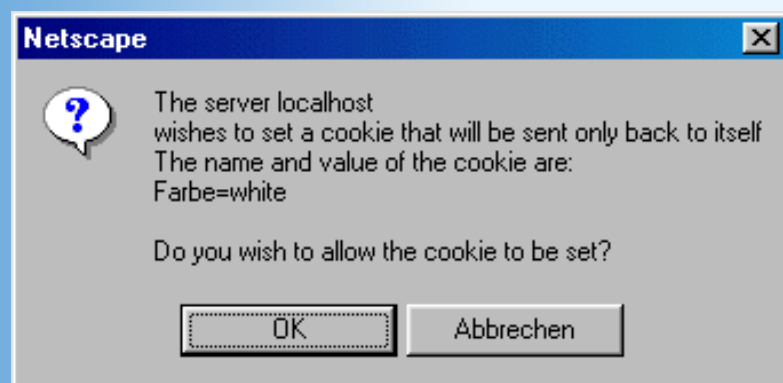 Netscape
The server localhost
wishes to set a cookie that will be sent only back to itself
The name and value of the cookie are:
Farbe=white
Do you wish to allow the cookie to be set?
OK
Abbrechen